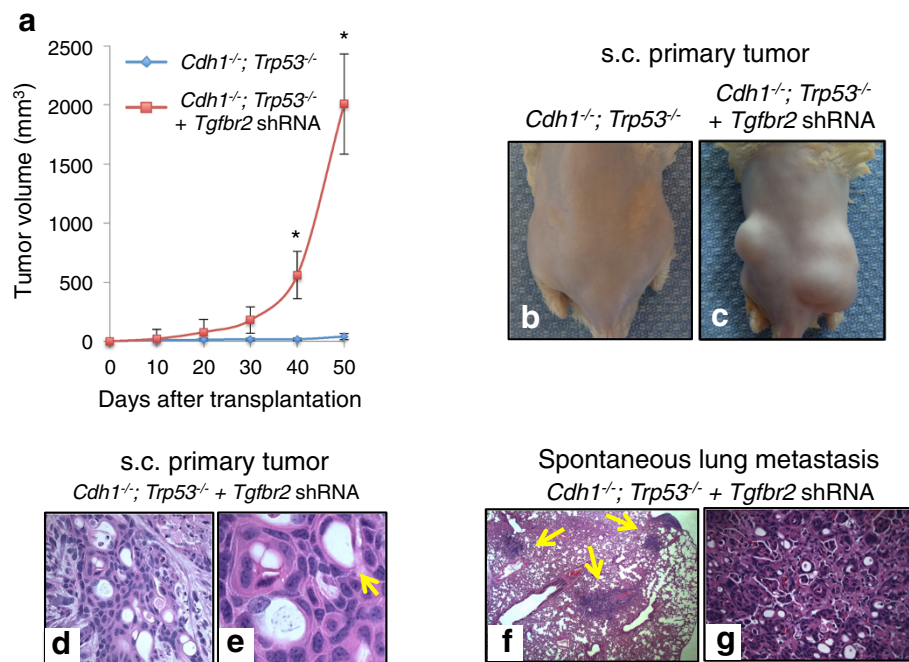 a
2500
2000
1500
1000
500
0
Tumor volume (mm³)
Cdh1⁻/⁻; Trp53⁻/⁻
Cdh1⁻/⁻; Trp53⁻/⁻
+ Tgfbr2 shRNA
*
*
0 10 20 30 40 50
Days after transplantation
s.c. primary tumor
Cdh1⁻/⁻; Trp53⁻/⁻
Cdh1⁻/⁻; Trp53⁻/⁻
+ Tgfbr2 shRNA
b
c
s.c. primary tumor
Cdh1⁻/⁻; Trp53⁻/⁻ + Tgfbr2 shRNA
d
e
Spontaneous lung metastasis
Cdh1⁻/⁻; Trp53⁻/⁻ + Tgfbr2 shRNA
f
g